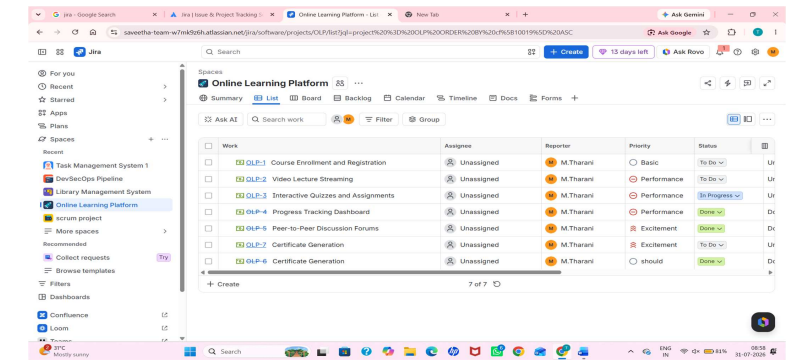 jira - Google Search
Jira | Issue & Project Tracking S
Online Learning Platform - List
New Tab
Ask Gemini
saveetha-team-w7mk9z6h.atlassian.net/jira/software/projects/OLP/list?jql=project%20%3D%20OLP%20ORDER%20BY%20cf%5B10019%5D%20ASC
Ask Google
Jira
Search
+ Create
13 days left
Ask Rovo
M
For you
Recent
Starred
Apps
Plans
Spaces
Recent
Task Management System 1
DevSecOps Pipeline
Library Management System
Online Learning Platform
scrum project
More spaces
Recommended
Collect requests Try
Browse templates
Filters
Dashboards
Confluence
Loom
Teams
Spaces
Online Learning Platform
Summary List Board Backlog Calendar Timeline Docs Forms
Ask AI Search work M Filter Group
Work Assignee Reporter Priority Status
OLP-1 Course Enrollment and Registration Unassigned M M.Tharani Basic To Do Ur
OLP-2 Video Lecture Streaming Unassigned M M.Tharani Performance To Do Ur
OLP-3 Interactive Quizzes and Assignments Unassigned M M.Tharani Performance In Progress Ur
OLP-4 Progress Tracking Dashboard Unassigned M M.Tharani Performance Done Dc
OLP-5 Peer-to-Peer Discussion Forums Unassigned M M.Tharani Excitement Done Dc
OLP-7 Certificate Generation Unassigned M M.Tharani Excitement To Do Ur
OLP-6 Certificate Generation Unassigned M M.Tharani should Done Dc
+ Create 7 of 7
31°C
Mostly sunny
Search
ENG
IN
81%
08:58
31-07-2026